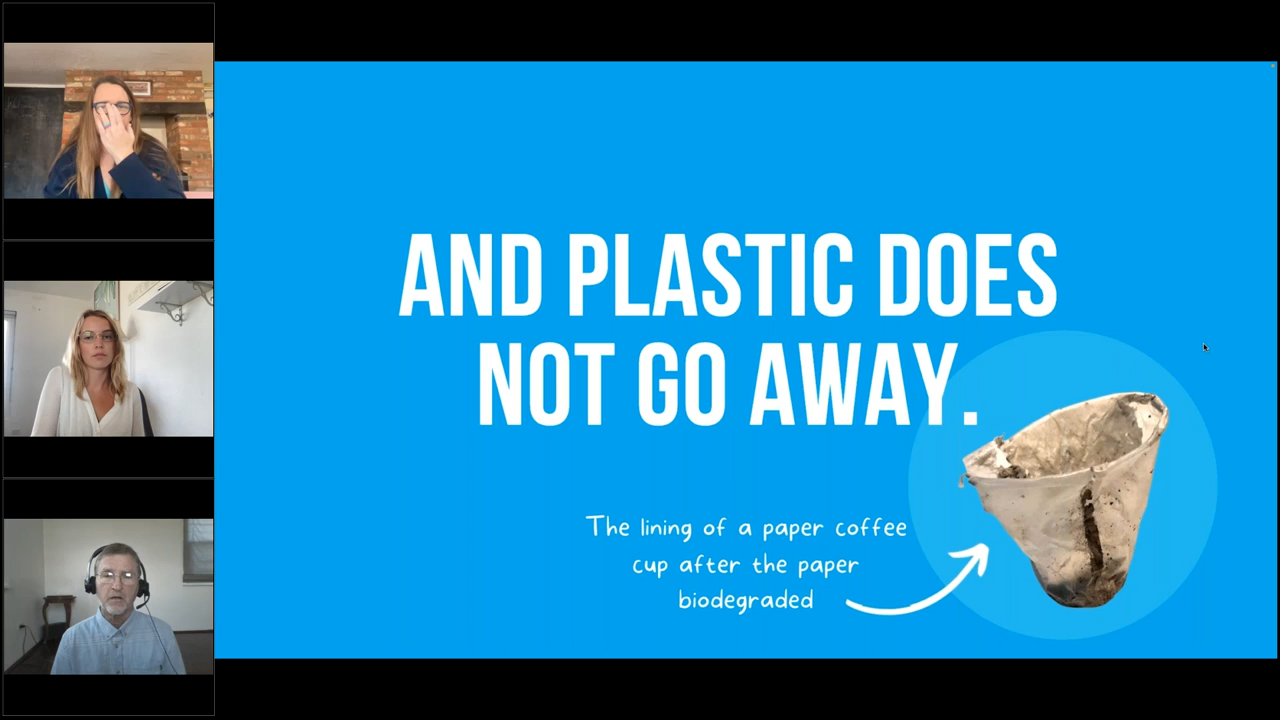 AND PLASTIC DOES
NOT GO AWAY.
The lining of a paper coffee
cup after the paper
biodegraded